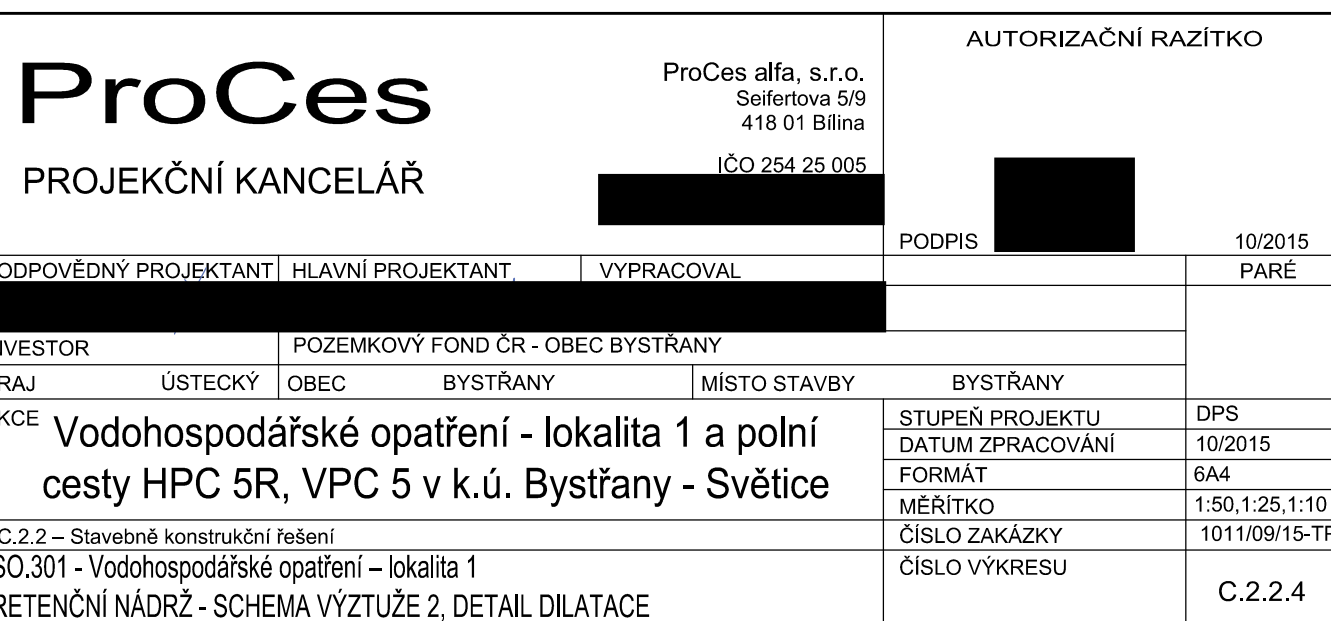 ProCes
PROJEKČNÍ KANCELÁŘ
ProCes alfa, s.r.o.
Seifertova 5/9
418 01 Bílina
IČO 254 25 005
AUTORIZAČNÍ RAZÍTKO
PODPIS 10/2015
ODPOVĚDNÝ PROJEKTANT HLAVNÍ PROJEKTANT VYPRACOVAL PARÉ
NVESTOR POZEMKOVÝ FOND ČR - OBEC BYSTŘANY
RAJ ÚSTECKÝ OBEC BYSTŘANY MÍSTO STAVBY BYSTŘANY
KCE Vodohospodářské opatření - lokalita 1 a polní
cesty HPC 5R, VPC 5 v k.ú. Bystřany - Světice
STUPEŇ PROJEKTU DPS
DATUM ZPRACOVÁNÍ 10/2015
FORMÁT 6A4
MĚŘÍTKO 1:50,1:25,1:10
C.2.2 – Stavebně konstrukční řešení
ČÍSLO ZAKÁZKY 1011/09/15-TP
SO.301 - Vodohospodářské opatření – lokalita 1
RETENČNÍ NÁDRŽ - SCHEMA VÝZTUŽE 2, DETAIL DILATACE
ČÍSLO VÝKRESU
C.2.2.4